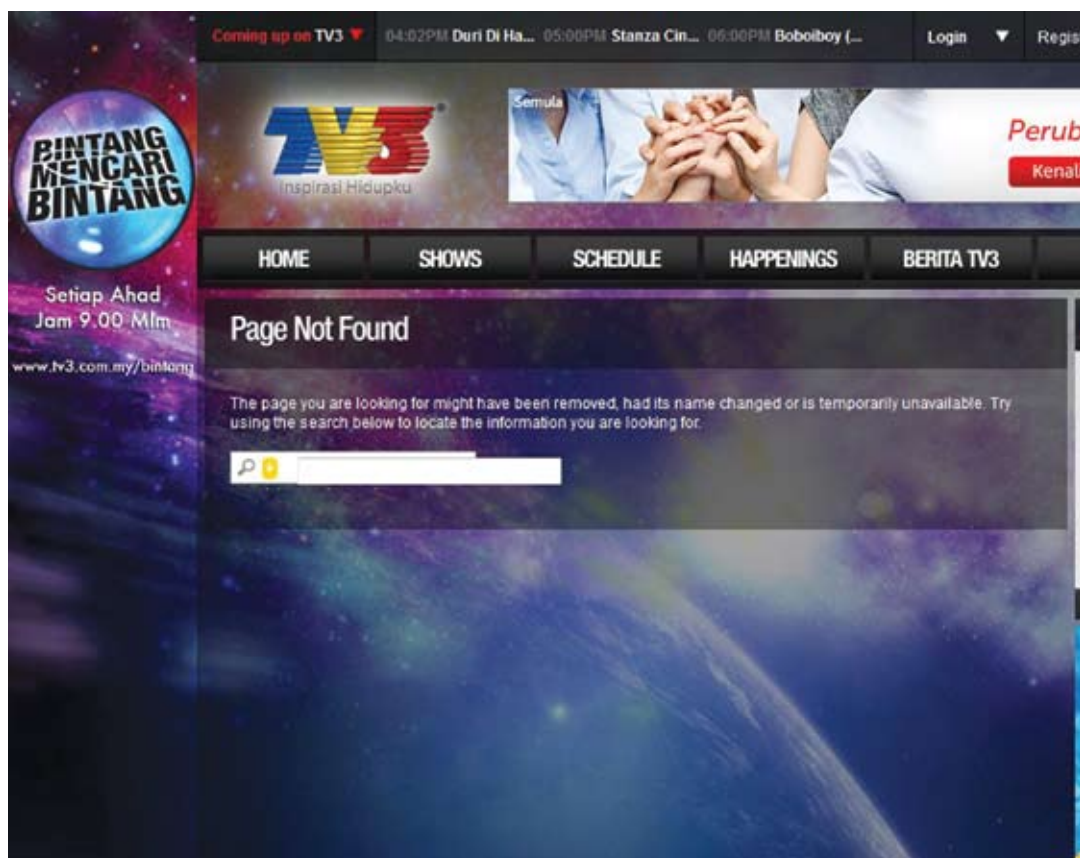 Coming up on TV3 04:02PM Duri Di Ha... 05:00PM Stanza Cin... 06:00PM Boboiboy (... Login Regis
BINTANG
MENCARI
BINTANG
Setiap Ahad
Jam 9.00 Mlm
www.tv3.com.my/bintang
TV3
Inspirasi Hidupku
Semula
Perub
Kenali
HOME SHOWS SCHEDULE HAPPENINGS BERITA TV3
Page Not Found
The page you are looking for might have been removed, had its name changed or is temporarily unavailable. Try
using the search below to locate the information you are looking for.